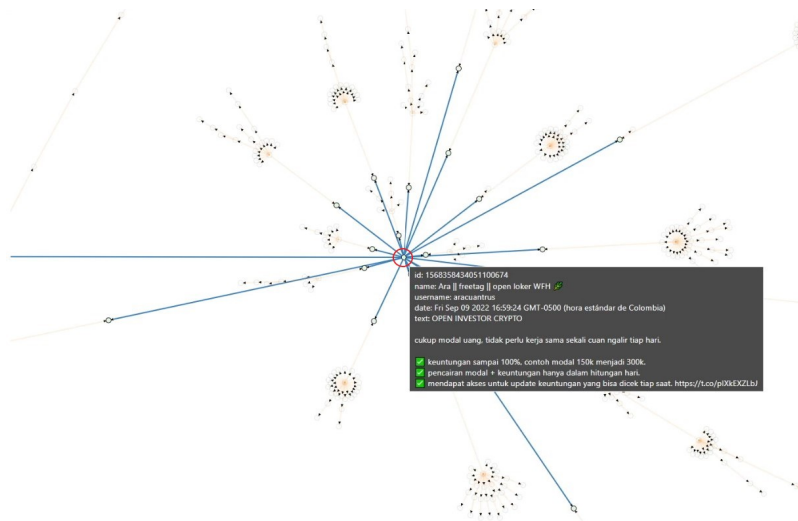 id: 1568358434051100674
name: Ara || freetag || open loker WFH
username: aracuantrus
date: Fri Sep 09 2022 16:59:24 GMT-0500 (hora estándar de Colombia)
text: OPEN INVESTOR CRYPTO
cukup modal uang, tidak perlu kerja sama sekali cuan ngalir tiap hari.
✅ keuntungan sampai 100%, contoh modal 150k menjadi 300k.
✅ pencairan modal + keuntungan hanya dalam hitungan hari.
✅ mendapat akses untuk update keuntungan yang bisa dicek tiap saat.